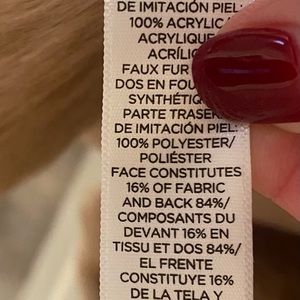 DE IMITACIÓN PIEL:
100% ACRYLIC/
ACRYLIQUE/
ACRÍLICO
FAUX FUR
DOS EN FOU
SYNTHÉTIQ
PARTE TRASER
DE IMITACIÓN PIEL:
100% POLYESTER/
POLIÉSTER
FACE CONSTITUTES
16% OF FABRIC
AND BACK 84%/
COMPOSANTS DU
DEVANT 16% EN
TISSU ET DOS 84%/
EL FRENTE
CONSTITUYE 16%
DE LA TELA Y